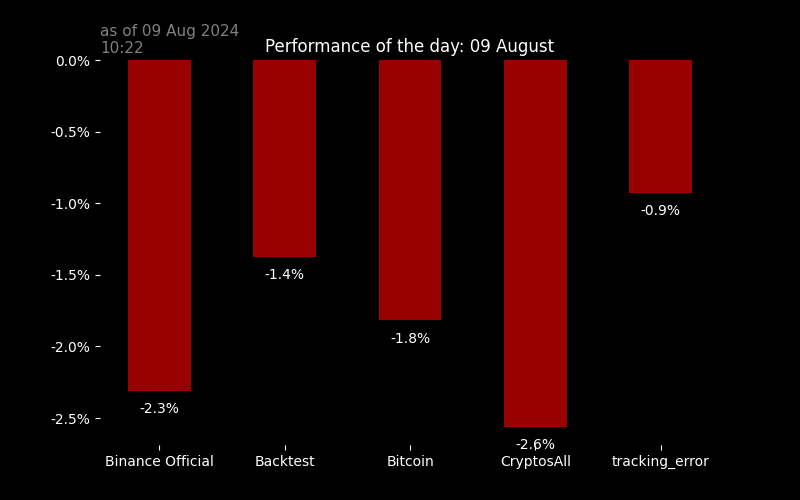 as of 09 Aug 2024
10:22
Performance of the day: 09 August
0.0%
-0.5%
-1.0%
-1.5%
-2.0%
-2.5%
-2.3%
-1.4%
-1.8%
-2.6%
-0.9%
Binance Official
Backtest
Bitcoin
CryptosAll
tracking_error